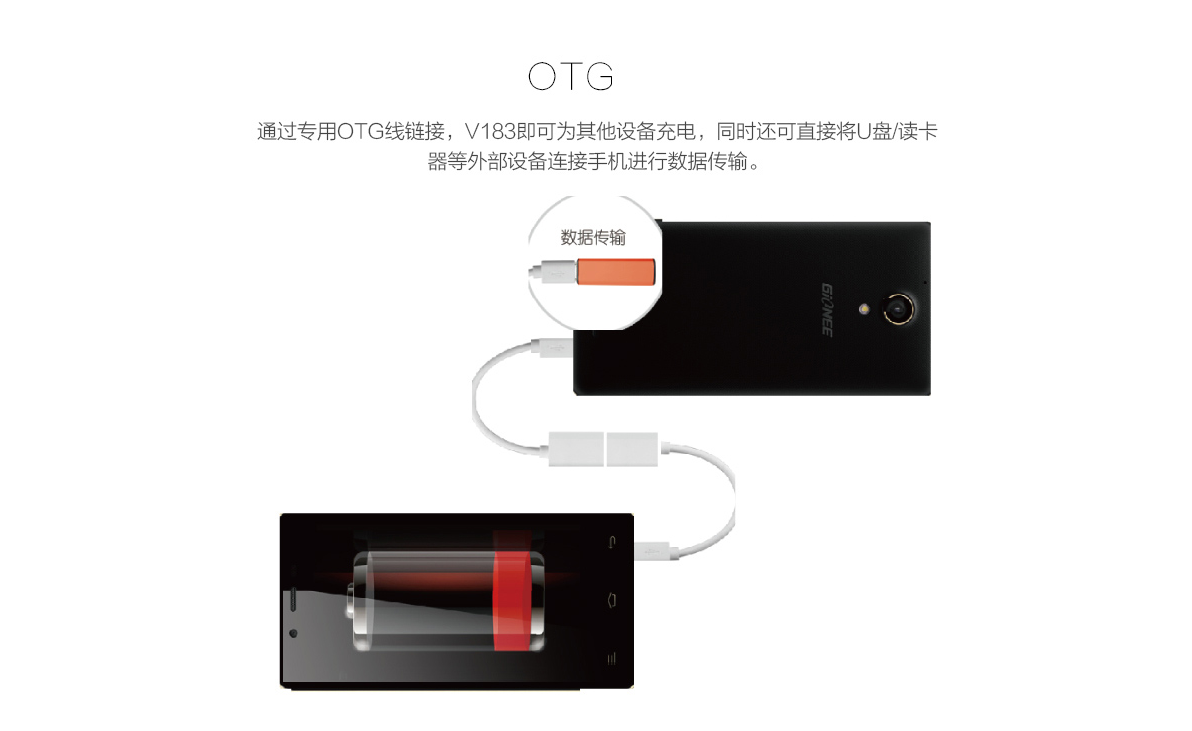 OTG
通过专用OTG线链接，V183即可为其他设备充电，同时还可直接将U盘/读卡
器等外部设备连接手机进行数据传输。
数据传输
GIONEE